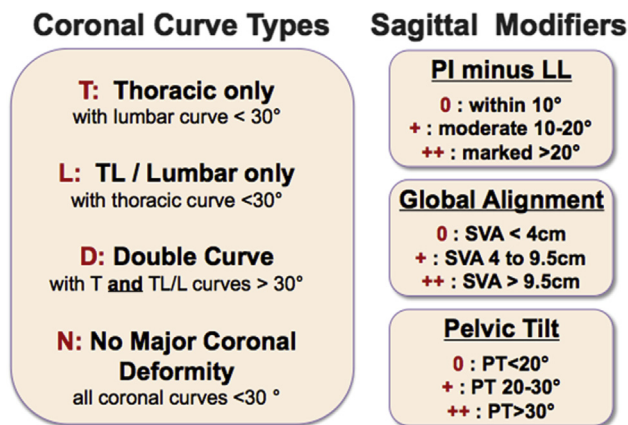 Coronal Curve Types
T: Thoracic only
with lumbar curve < 30°
L: TL / Lumbar only
with thoracic curve <30°
D: Double Curve
with T and TL/L curves > 30°
N: No Major Coronal
Deformity
all coronal curves <30 °
Sagittal Modifiers
PI minus LL
0 : within 10°
+ : moderate 10-20°
++ : marked >20°
Global Alignment
0 : SVA < 4cm
+ : SVA 4 to 9.5cm
++ : SVA > 9.5cm
Pelvic Tilt
0 : PT<20°
+ : PT 20-30°
++ : PT>30°